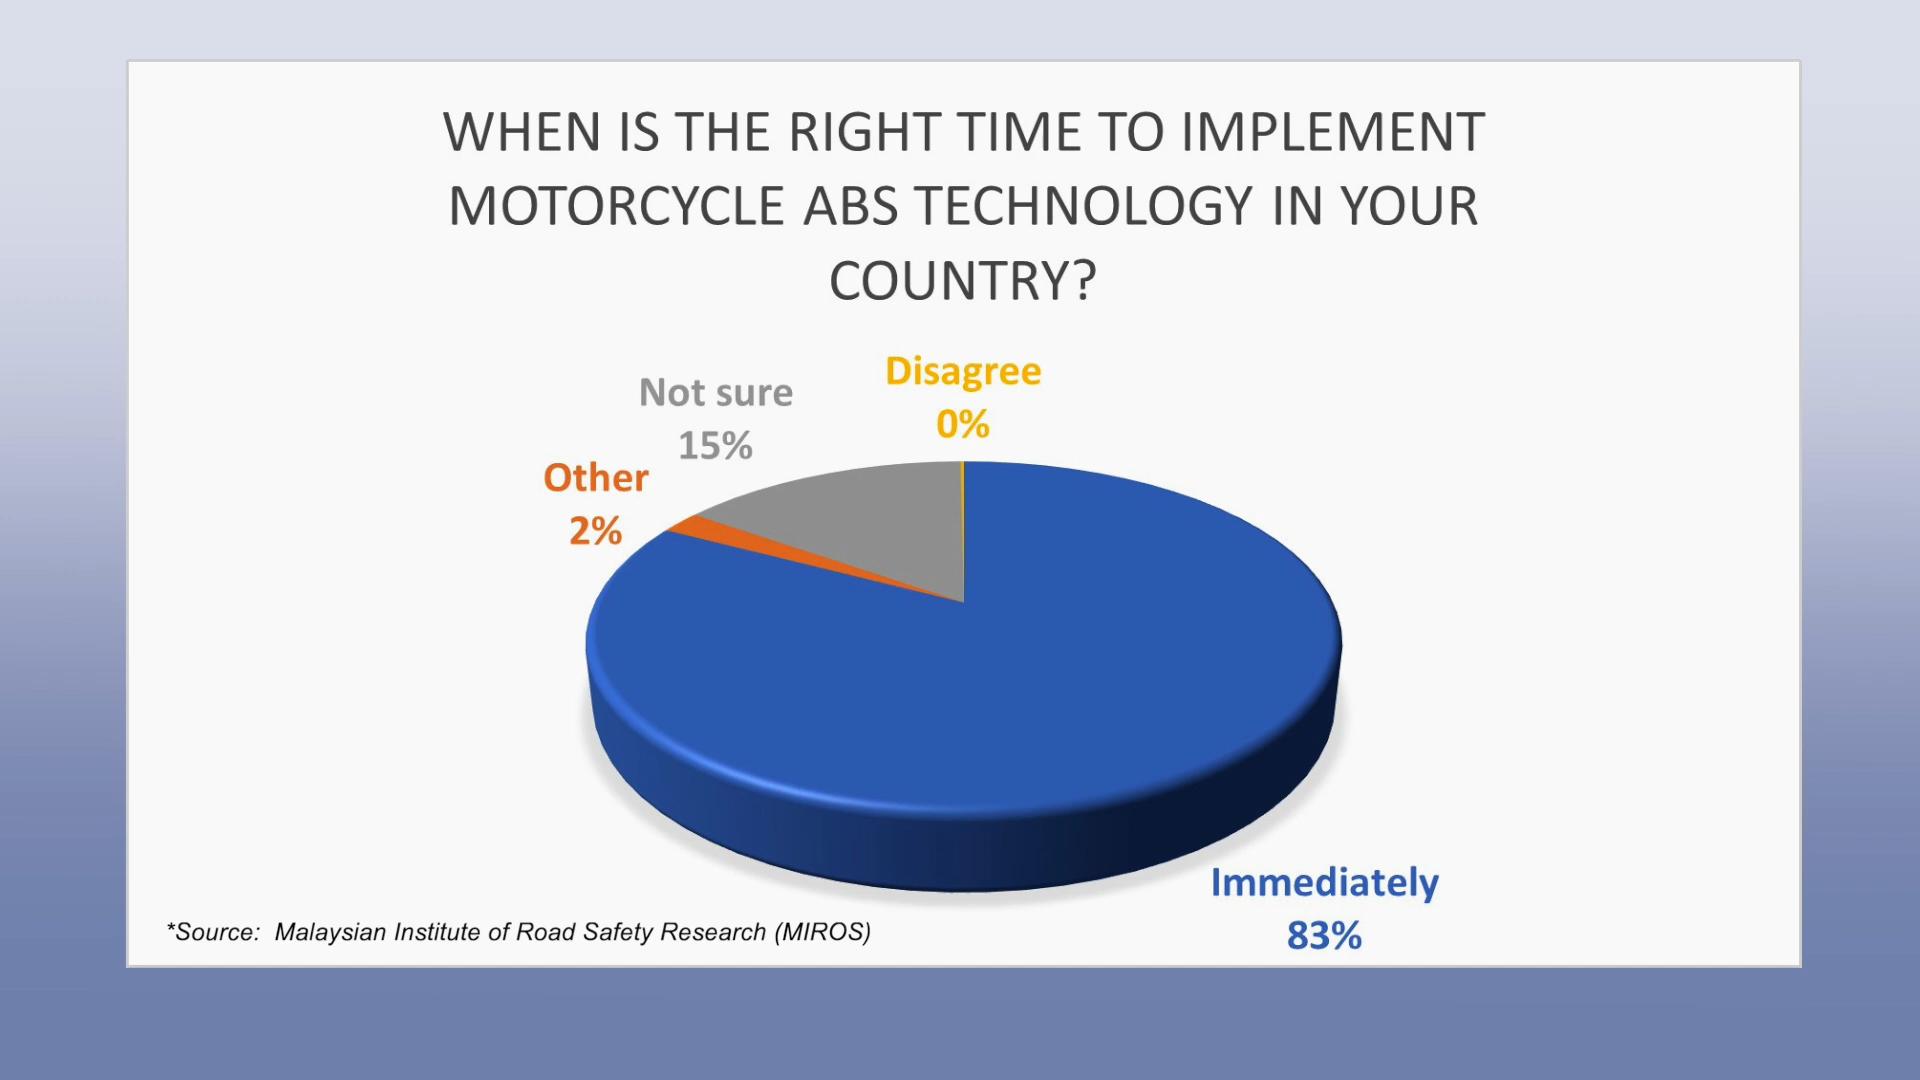 WHEN IS THE RIGHT TIME TO IMPLEMENT
MOTORCYCLE ABS TECHNOLOGY IN YOUR
COUNTRY?
Disagree
0%
Not sure
15%
Other
2%
Immediately
83%
*Source: Malaysian Institute of Road Safety Research (MIROS)